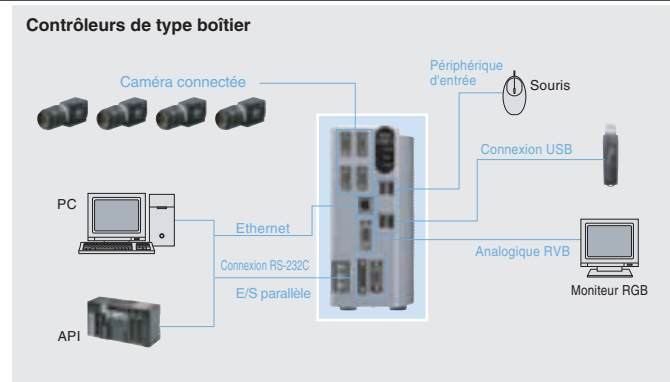 Contrôleurs de type boîtier
Caméra connectée
Périphérique
d'entrée
Souris
Connexion USB
PC
Ethernet
Analogique RVB
Connexion RS-232C
Moniteur RGB
E/S parallèle
API